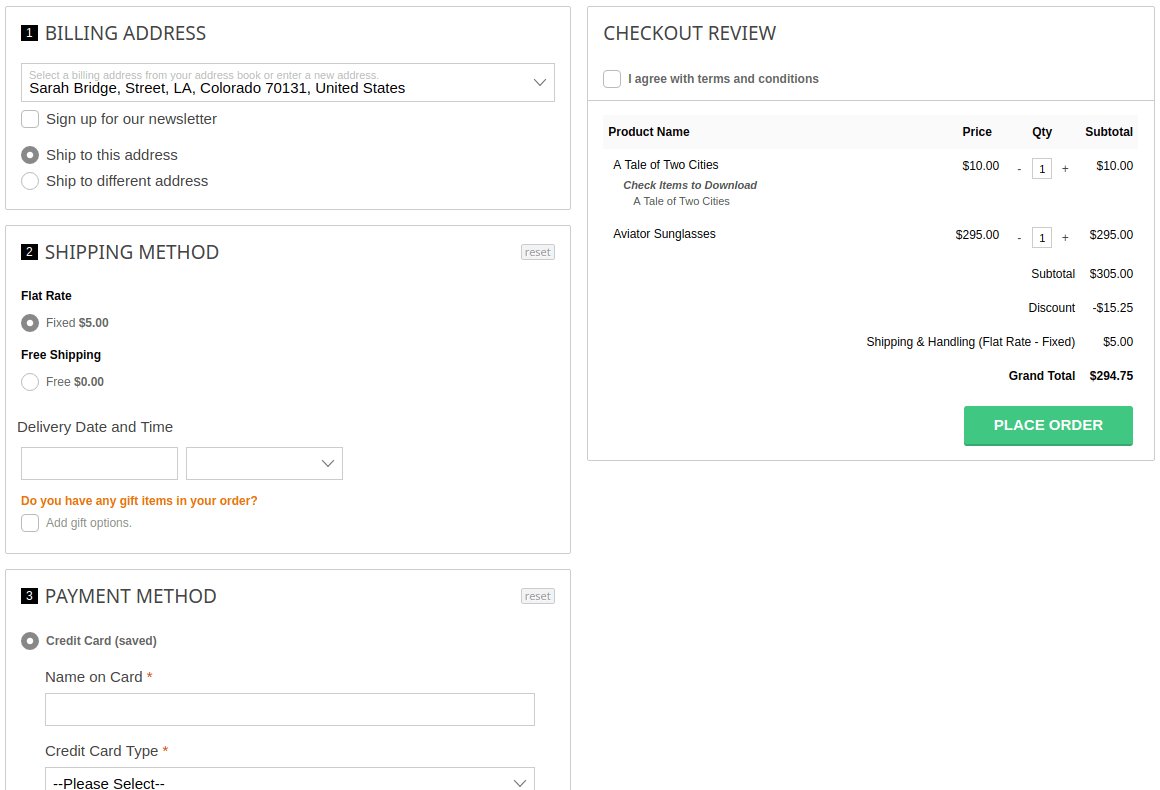 1 BILLING ADDRESS
Select a billing address from your address book or enter a new address.
Sarah Bridge, Street, LA, Colorado 70131, United States
Sign up for our newsletter
Ship to this address
Ship to different address
2 SHIPPING METHOD reset
Flat Rate
Fixed $5.00
Free Shipping
Free $0.00
Delivery Date and Time
Do you have any gift items in your order?
Add gift options.
3 PAYMENT METHOD reset
Credit Card (saved)
Name on Card *
Credit Card Type *
--Please Select--
CHECKOUT REVIEW
I agree with terms and conditions
Product Name Price Qty Subtotal
A Tale of Two Cities $10.00 - 1 + $10.00
Check Items to Download
A Tale of Two Cities
Aviator Sunglasses $295.00 - 1 + $295.00
Subtotal $305.00
Discount -$15.25
Shipping & Handling (Flat Rate - Fixed) $5.00
Grand Total $294.75
PLACE ORDER